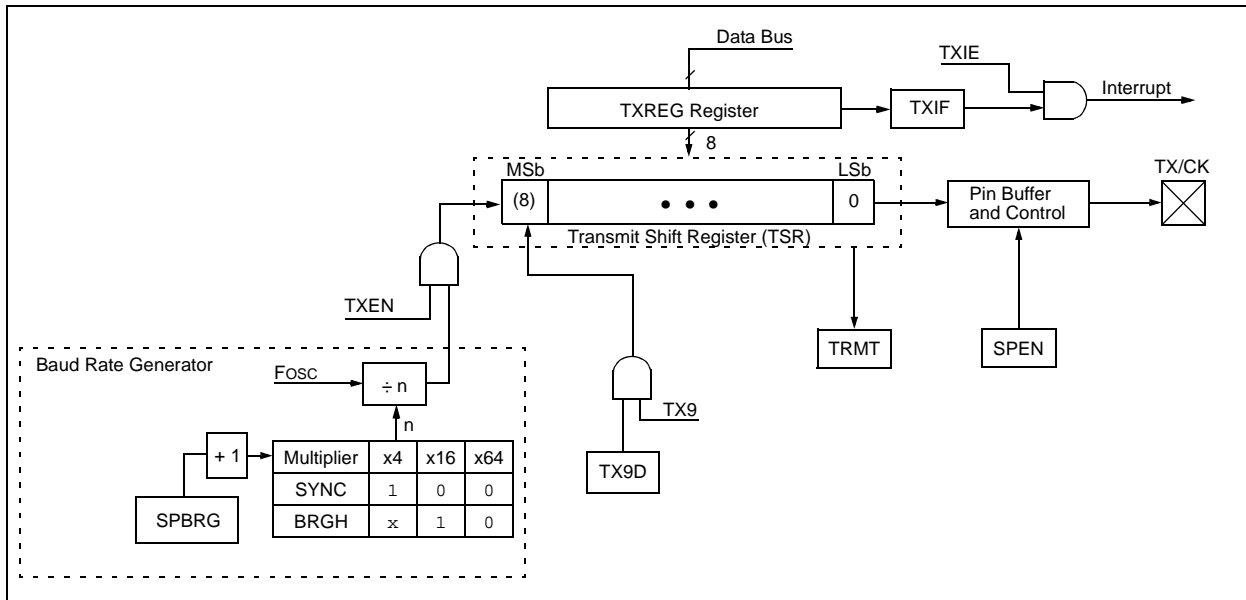 Data Bus
TXIE
Interrupt
TXREG Register
TXIF
8
MSb
LSb
TX/CK
(8)
• • •
0
Pin Buffer
and Control
Transmit Shift Register (TSR)
TXEN
TRMT
SPEN
Baud Rate Generator
FOSC
÷ n
TX9
n
+ 1
Multiplier x4 x16 x64
TX9D
SYNC 1 0 0
SPBRG
BRGH x 1 0